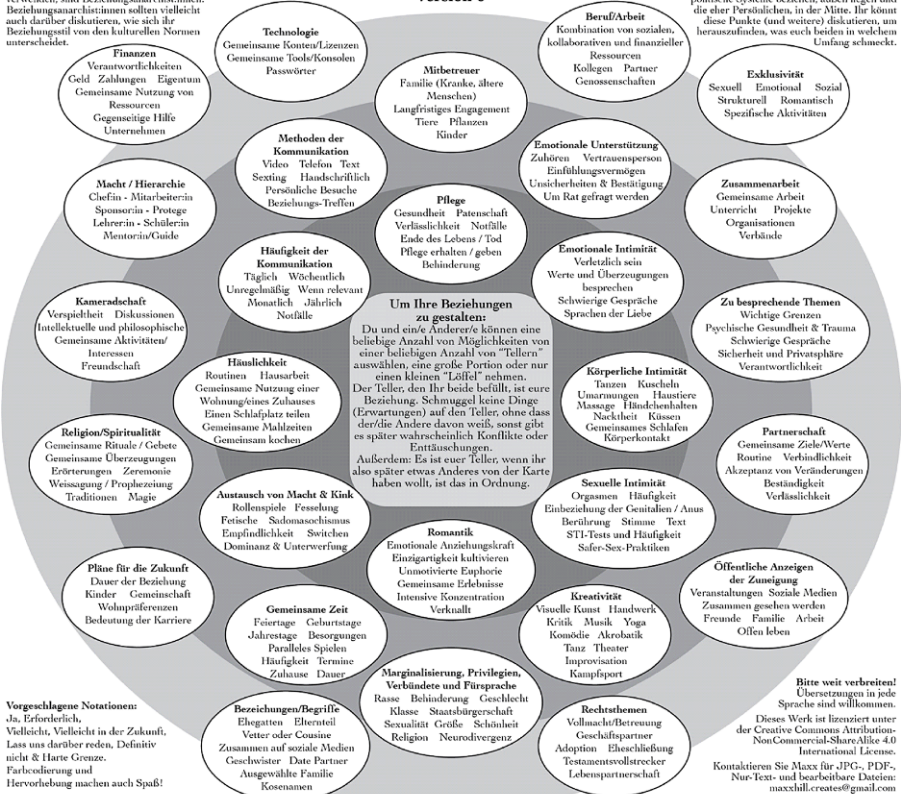 verwenden, sind Beziehungsanarchist:innen.
Beziehungsanarchist:innen sollten vielleicht
auch darüber diskutieren, wie sich ihr
Beziehungsstil von den kulturellen Normen
unterscheidet.
politische Systeme beziehen, außen liegen und
die eher Persönlichen, in der Mitte. Ihr könnt
diese Punkte (und weitere) diskutieren, um
herauszufinden, was euch beiden in welchem
Umfang schmeckt.
Finanzen
Verantwortlichkeiten
Geld Zahlungen Eigentum
Gemeinsame Nutzung von
Ressourcen
Gegenseitige Hilfe
Unternehmen
Technologie
Gemeinsame Konten/Lizenzen
Gemeinsame Tools/Konsolen
Passwörter
Mitbetreuer
Familie (Kranke, ältere
Menschen)
Langfristiges Engagement
Tiere Pflanzen
Kinder
Beruf/Arbeit
Kombination von sozialen,
kollaborativen und finanzieller
Ressourcen
Kollegen Partner
Genossenschaften
Exklusivität
Sexuell Emotional Sozial
Strukturell Romantisch
Spezifische Aktivitäten
Methoden der
Kommunikation
Video Telefon Text
Sexting Handschriftlich
Persönliche Besuche
Beziehungs-Treffen
Emotionale Unterstützung
Zuhören Vertrauensperson
Einfühlungsvermögen
Unsicherheiten & Bestätigung
Um Rat gefragt werden
Macht / Hierarchie
Chef:in - Mitarbeiter:in
Sponsor:in - Protege
Lehrer:in - Schüler:in
Mentor:in/Guide
Pflege
Gesundheit Patenschaft
Verlässlichkeit Notfälle
Ende des Lebens / Tod
Pflege erhalten / geben
Behinderung
Zusammenarbeit
Gemeinsame Arbeit
Unterricht Projekte
Organisationen
Verbände
Häufigkeit der
Kommunikation
Täglich Wöchentlich
Unregelmäßig Wenn relevant
Monatlich Jährlich
Notfälle
Emotionale Intimität
Verletzlich sein
Werte und Überzeugungen
besprechen
Schwierige Gespräche
Sprachen der Liebe
Kameradschaft
Verspieltheit Diskussionen
Intellektuelle und philosophische
Gemeinsame Aktivitäten/
Interessen
Freundschaft
Um Ihre Beziehungen
zu gestalten:
Du und ein/e Anderer/e können eine
beliebige Anzahl von Möglichkeiten von
einer beliebigen Anzahl von "Tellern"
auswählen, eine große Portion oder nur
einen kleinen "Löffel" nehmen.
Der Teller, den Ihr beide befüllt, ist eure
Beziehung. Schmuggel keine Dinge
(Erwartungen) auf den Teller, ohne dass
der/die Andere davon weiß, sonst gibt
es später wahrscheinlich Konflikte oder
Enttäuschungen.
Außerdem: Es ist euer Teller, wenn ihr
also später etwas Anderes von der Karte
haben wollt, ist das in Ordnung.
Zu besprechende Themen
Wichtige Grenzen
Psychische Gesundheit & Trauma
Schwierige Gespräche
Sicherheit und Privatsphäre
Verantwortlichkeit
Häuslichkeit
Routinen Hausarbeit
Gemeinsame Nutzung einer
Wohnung/eines Zuhauses
Einen Schlafplatz teilen
Gemeinsame Mahlzeiten
Gemeinsam kochen
Körperliche Intimität
Tanzen Kuscheln
Umarmungen Haustiere
Massage Händchenhalten
Nacktheit Küssen
Gemeinsames Schlafen
Körperkontakt
Religion/Spiritualität
Gemeinsame Rituale / Gebete
Gemeinsame Überzeugungen
Erörterungen Zeremonie
Weissagung / Prophezeiung
Traditionen Magie
Partnerschaft
Gemeinsame Ziele/Werte
Routine Verbindlichkeit
Akzeptanz von Veränderungen
Beständigkeit
Verlässlichkeit
Austausch von Macht & Kink
Rollenspiele Fesselung
Fetische Sadomasochismus
Empfindlichkeit Switchen
Dominanz & Unterwerfung
Sexuelle Intimität
Orgasmen Häufigkeit
Einbeziehung der Genitalien / Anus
Berührung Stimme Text
STI-Tests und Häufigkeit
Safer-Sex-Praktiken
Romantik
Emotionale Anziehungskraft
Einzigartigkeit kultivieren
Unmotivierte Euphorie
Gemeinsame Erlebnisse
Intensive Konzentration
Verknallt
Pläne für die Zukunft
Dauer der Beziehung
Kinder Gemeinschaft
Wohnpräferenzen
Bedeutung der Karriere
Öffentliche Anzeigen
der Zuneigung
Veranstaltungen Soziale Medien
Zusammen gesehen werden
Freunde Familie Arbeit
Offen leben
Gemeinsame Zeit
Feiertage Geburtstage
Jahrestage Besorgungen
Paralleles Spielen
Häufigkeit Termine
Zuhause Dauer
Kreativität
Visuelle Kunst Handwerk
Kritik Musik Yoga
Komödie Akrobatik
Tanz Theater
Improvisation
Kampfsport
Marginalisierung, Privilegien,
Verbündete und Fürsprache
Rasse Behinderung Geschlecht
Klasse Staatsbürgerschaft
Sexualität Größe Schönheit
Religion Neurodivergenz
Bezeichungen/Begriffe
Ehegatten Elternteil
Vetter oder Cousine
Zusammen auf soziale Medien
Geschwister Date Partner
Ausgewählte Familie
Kosenamen
Rechtsthemen
Vollmacht/Betreuung
Geschäftspartner
Adoption Eheschließung
Testamentsvollstrecker
Lebenspartnerschaft
Vorgeschlagene Notationen:
Ja, Erforderlich,
Vielleicht, Vielleicht in der Zukunft,
Lass uns darüber reden, Definitiv
nicht & Harte Grenze.
Farbcodierung und
Hervorhebung machen auch Spaß!
Bitte weit verbreiten!
Übersetzungen in jede
Sprache sind willkommen.
Dieses Werk ist lizenziert unter
der Creative Commons Attribution-
NonCommercial-ShareAlike 4.0
International License.
Kontaktieren Sie Maxx für JPG-, PDF-,
Nur-Text- und bearbeitbare Dateien:
maxxhill.creates@gmail.com